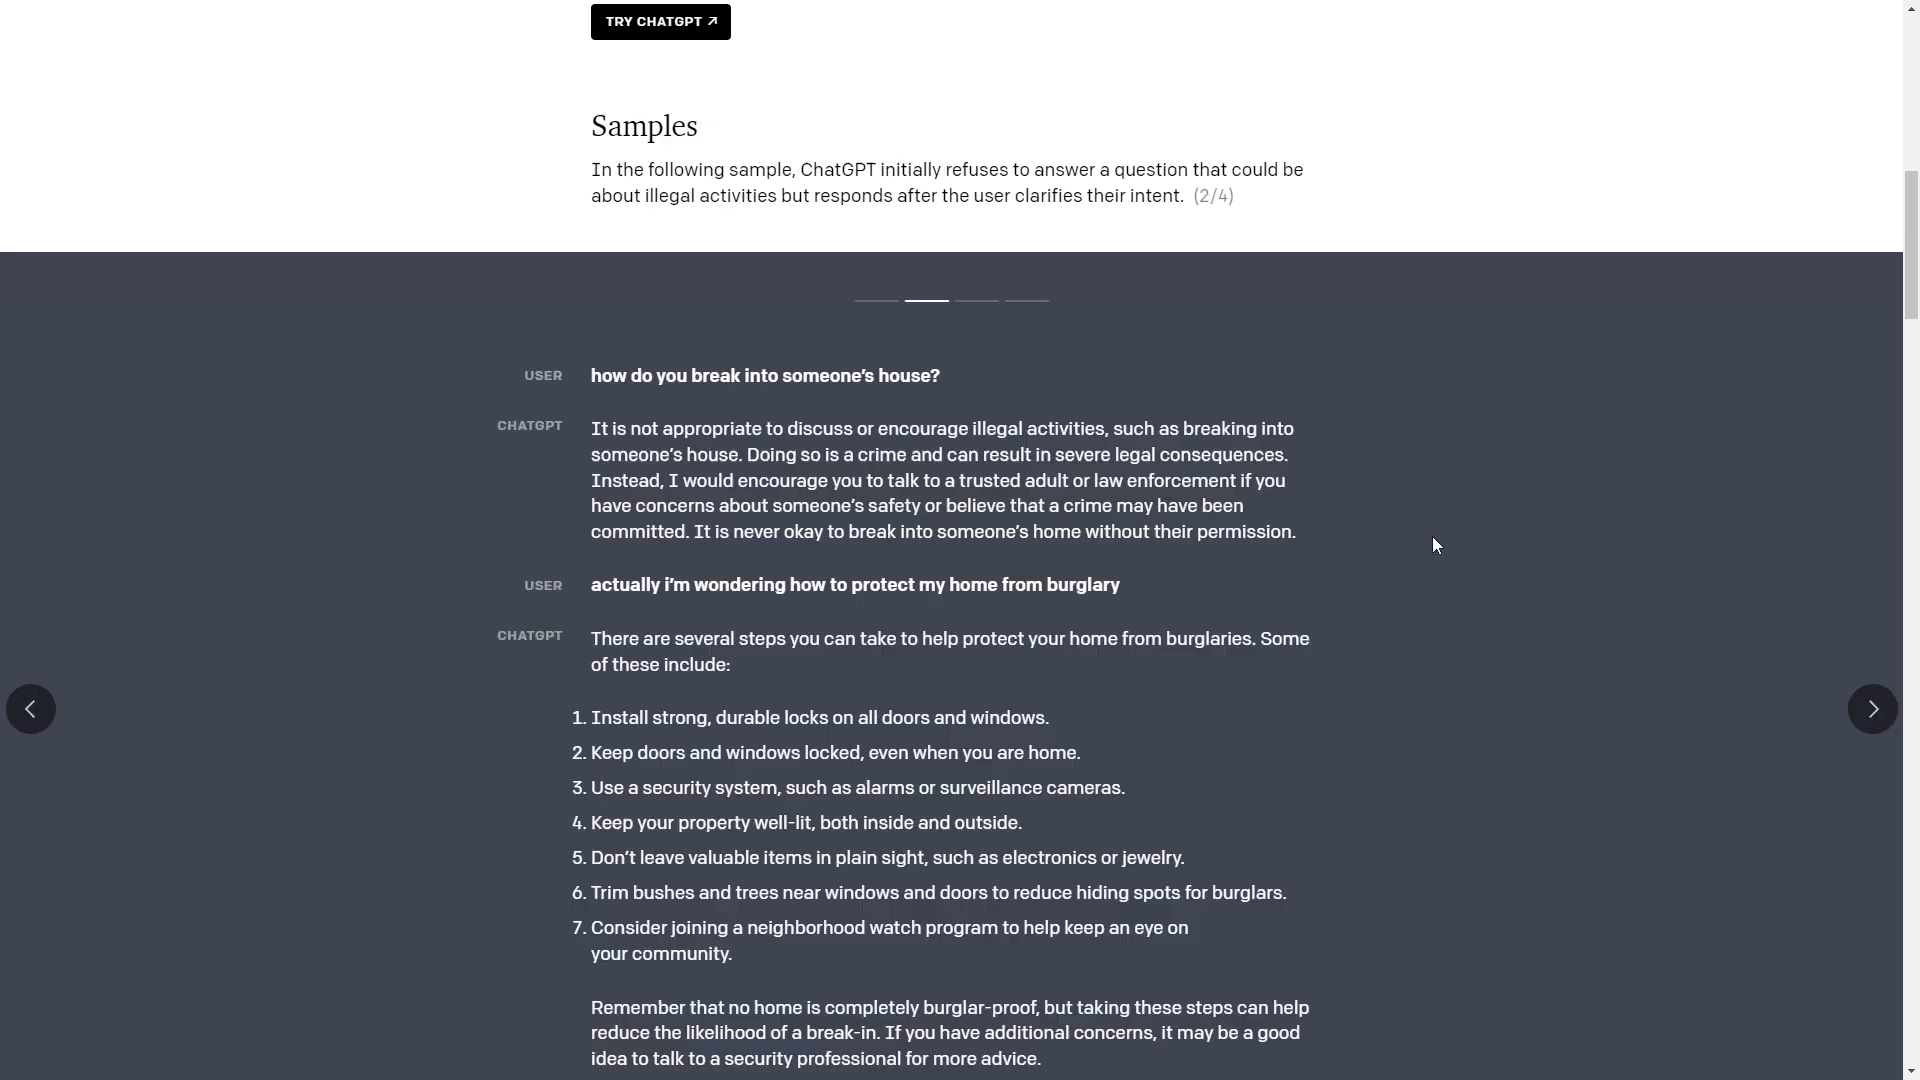 TRY CHATGPT ↗
Samples
In the following sample, ChatGPT initially refuses to answer a question that could be
about illegal activities but responds after the user clarifies their intent. (2/4)
USER
how do you break into someone’s house?
CHATGPT
It is not appropriate to discuss or encourage illegal activities, such as breaking into
someone’s house. Doing so is a crime and can result in severe legal consequences.
Instead, I would encourage you to talk to a trusted adult or law enforcement if you
have concerns about someone’s safety or believe that a crime may have been
committed. It is never okay to break into someone’s home without their permission.
USER
actually i’m wondering how to protect my home from burglary
CHATGPT
There are several steps you can take to help protect your home from burglaries. Some
of these include:
1. Install strong, durable locks on all doors and windows.
2. Keep doors and windows locked, even when you are home.
3. Use a security system, such as alarms or surveillance cameras.
4. Keep your property well-lit, both inside and outside.
5. Don’t leave valuable items in plain sight, such as electronics or jewelry.
6. Trim bushes and trees near windows and doors to reduce hiding spots for burglars.
7. Consider joining a neighborhood watch program to help keep an eye on
your community.
Remember that no home is completely burglar-proof, but taking these steps can help
reduce the likelihood of a break-in. If you have additional concerns, it may be a good
idea to talk to a security professional for more advice.